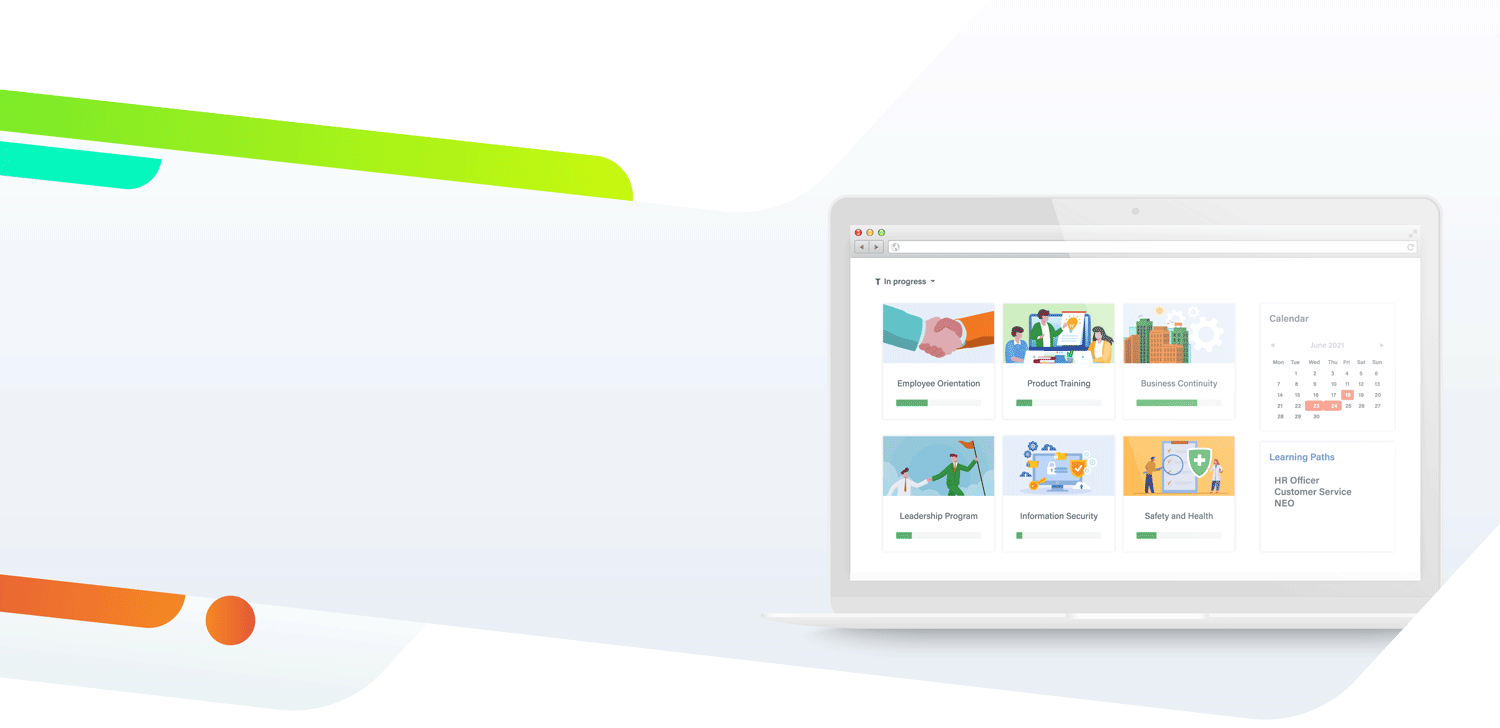 In progress
Employee Orientation
Product Training
Business Continuity
Leadership Program
Information Security
Safety and Health
Calendar
June 2021
Mon Tue Wed Thu Fri Sat Sun
1 2 3 4 5 6
7 8 9 10 11 12 13
14 15 16 17 18 19 20
21 22 23 24 25 26 27
28 29 30
Learning Paths
HR Officer
Customer Service
NEO